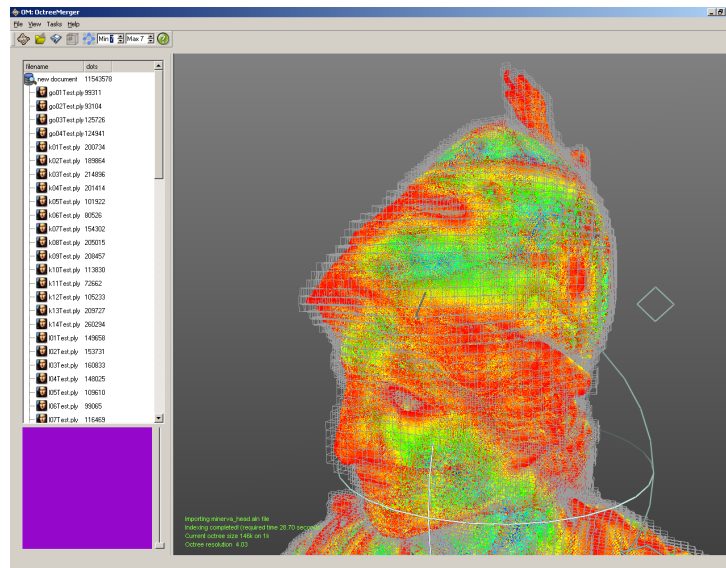 OM: OctreeMerger
File View Tasks Help
Min 7 Max 7
filename dots
new document 11543578
go01Test.ply 99311
go02Test.ply 93104
go03Test.ply 125726
go04Test.ply 124941
k01Test.ply 200734
k02Test.ply 189864
k03Test.ply 214896
k04Test.ply 201414
k05Test.ply 101922
k06Test.ply 80526
k07Test.ply 154302
k08Test.ply 205015
k09Test.ply 208457
k10Test.ply 113830
k11Test.ply 72662
k12Test.ply 105233
k13Test.ply 209727
k14Test.ply 260294
l01Test.ply 149658
l02Test.ply 153731
l03Test.ply 160833
l04Test.ply 148025
l05Test.ply 109610
l06Test.ply 99065
l07Test.ply 116469
Importing minerva_head.aln file
Indexing completed! (required time 28.70 seconds)
Current octree size 146k on 1k
Octree resolution 4.03